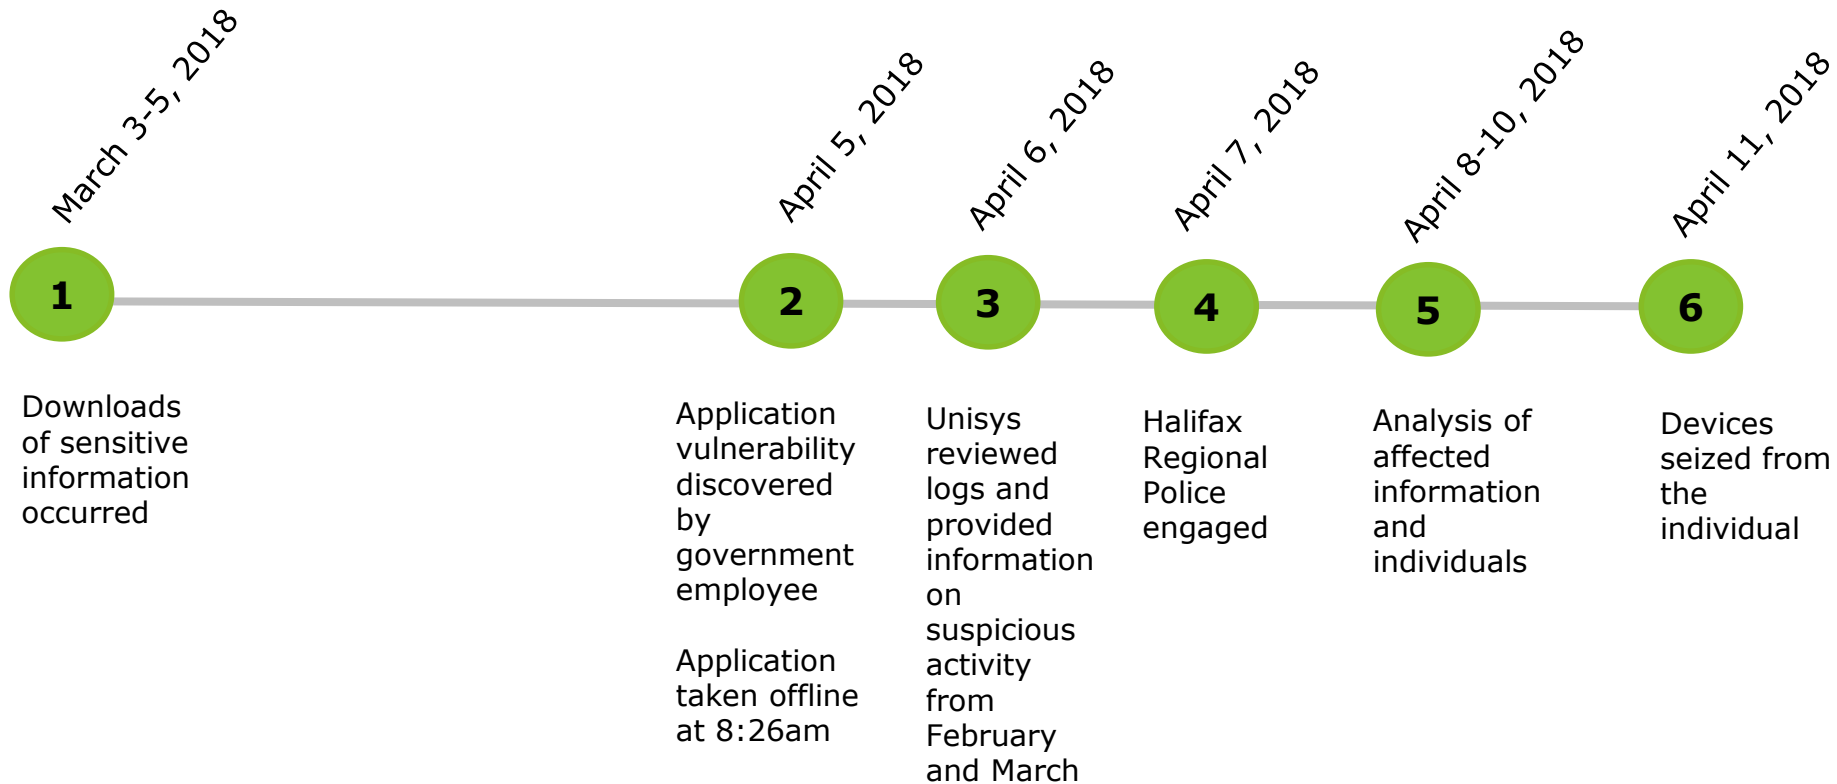 March 3-5, 2018
April 5, 2018
April 6, 2018
April 7, 2018
April 8-10, 2018
April 11, 2018
1
2
3
4
5
6
Downloads
of sensitive
information
occurred
Application
vulnerability
discovered
by
government
employee
Application
taken offline
at 8:26am
Unisys
reviewed
logs and
provided
information
on
suspicious
activity
from
February
and March
Halifax
Regional
Police
engaged
Analysis of
affected
information
and
individuals
Devices
seized from
the
individual